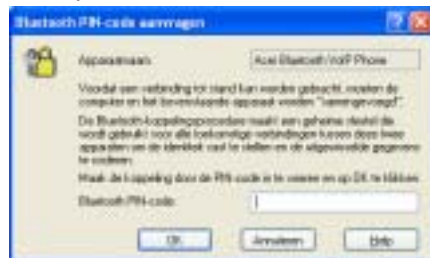 Bluetooth PIN-code aanvragen
Apparaatnaam: Acer Bluetooth VoIP Phone
Voordat een verbinding tot stand kan worden gebracht, moeten de
computer en het bovenstaande apparaat worden "samengevoegd".
De Bluetooth-koppelingsprocedure maakt een geheime sleutel die
wordt gebruikt voor alle toekomstige verbindingen tussen deze twee
apparaten om de identiteit vast te stellen en de uitgewisselde gegevens
te coderen.
Maak de koppeling door de PIN-code in te voeren en op OK te klikken.
Bluetooth PIN-code:
OK Annuleren Help